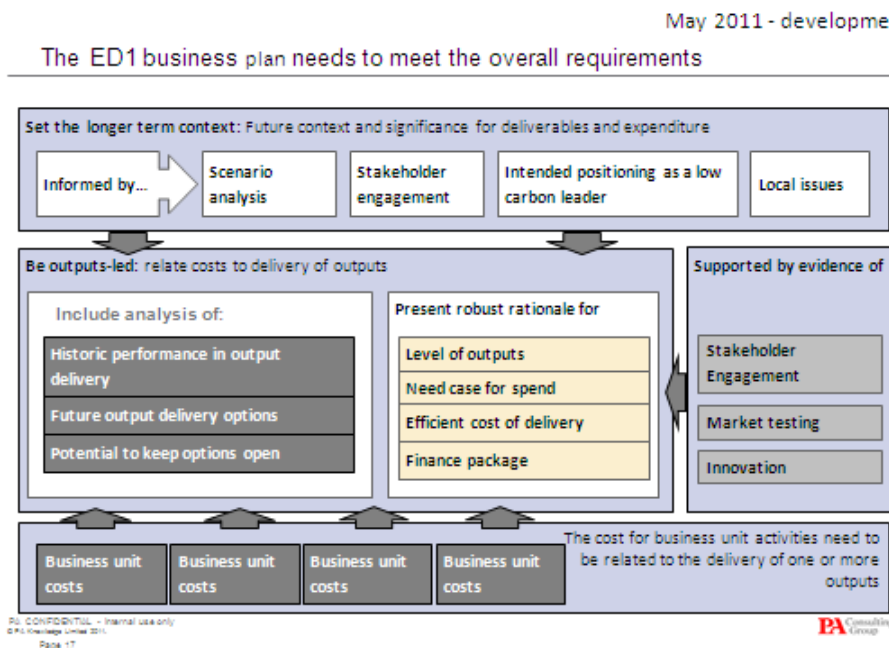 May 2011 - developme
The ED1 business plan needs to meet the overall requirements
Set the longer term context: Future context and significance for deliverables and expenditure
Informed by...
Scenario
analysis
Stakeholder
engagement
Intended positioning as a low
carbon leader
Local issues
Be outputs-led: relate costs to delivery of outputs
Include analysis of:
Historic performance in output
delivery
Future output delivery options
Potential to keep options open
Present robust rationale for
Level of outputs
Need case for spend
Efficient cost of delivery
Finance package
Supported by evidence of
Stakeholder
Engagement
Market testing
Innovation
Business unit
costs
Business unit
costs
Business unit
costs
Business unit
costs
The cost for business unit activities need to
be related to the delivery of one or more
outputs
PA CONFIDENTIAL - Internal use only
© PA Knowledge Limited 2011.
Page 17
PA Consulting
Group